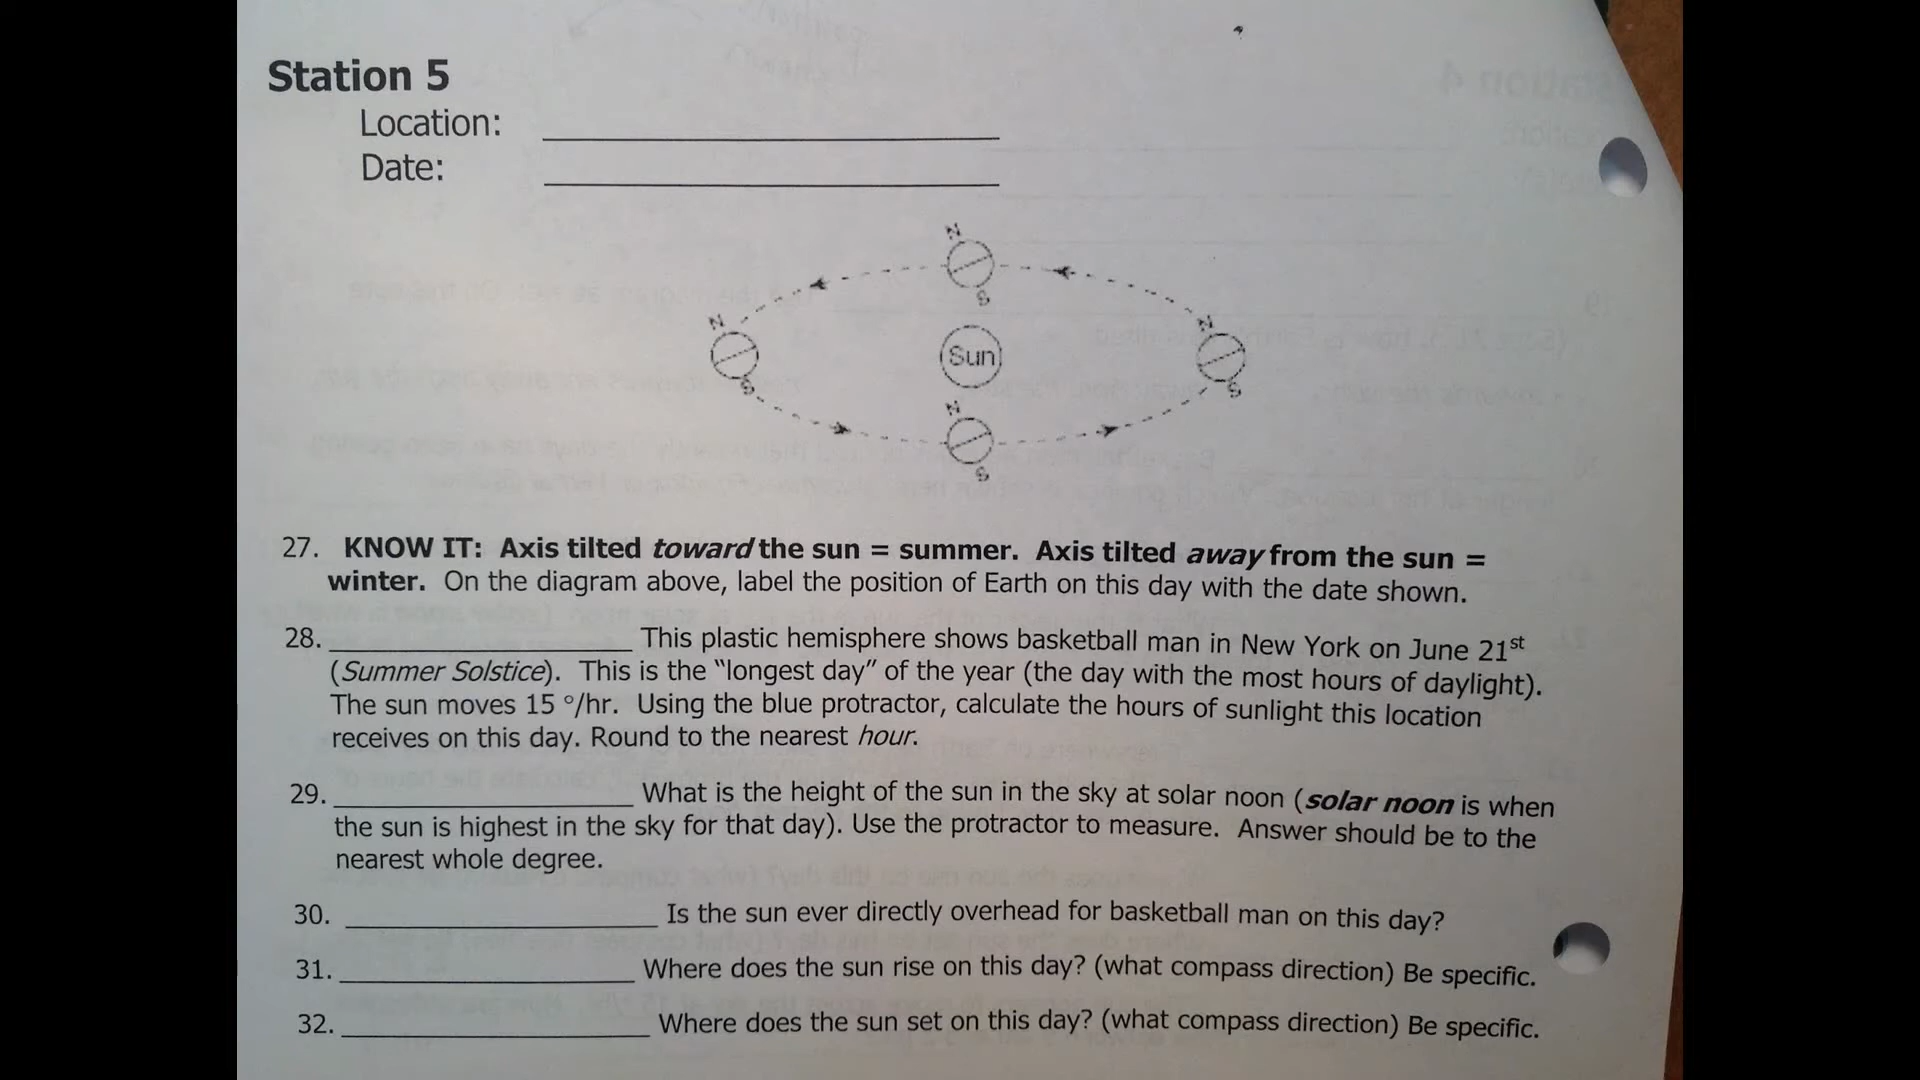 Station 5
Location:
Date:
N
S
N
S
Sun
N
S
N
S
27. KNOW IT: Axis tilted toward the sun = summer. Axis tilted away from the sun =
winter. On the diagram above, label the position of Earth on this day with the date shown.
28. This plastic hemisphere shows basketball man in New York on June 21st
(Summer Solstice). This is the "longest day" of the year (the day with the most hours of daylight).
The sun moves 15 °/hr. Using the blue protractor, calculate the hours of sunlight this location
receives on this day. Round to the nearest hour.
29. What is the height of the sun in the sky at solar noon (solar noon is when
the sun is highest in the sky for that day). Use the protractor to measure. Answer should be to the
nearest whole degree.
30. Is the sun ever directly overhead for basketball man on this day?
31. Where does the sun rise on this day? (what compass direction) Be specific.
32. Where does the sun set on this day? (what compass direction) Be specific.